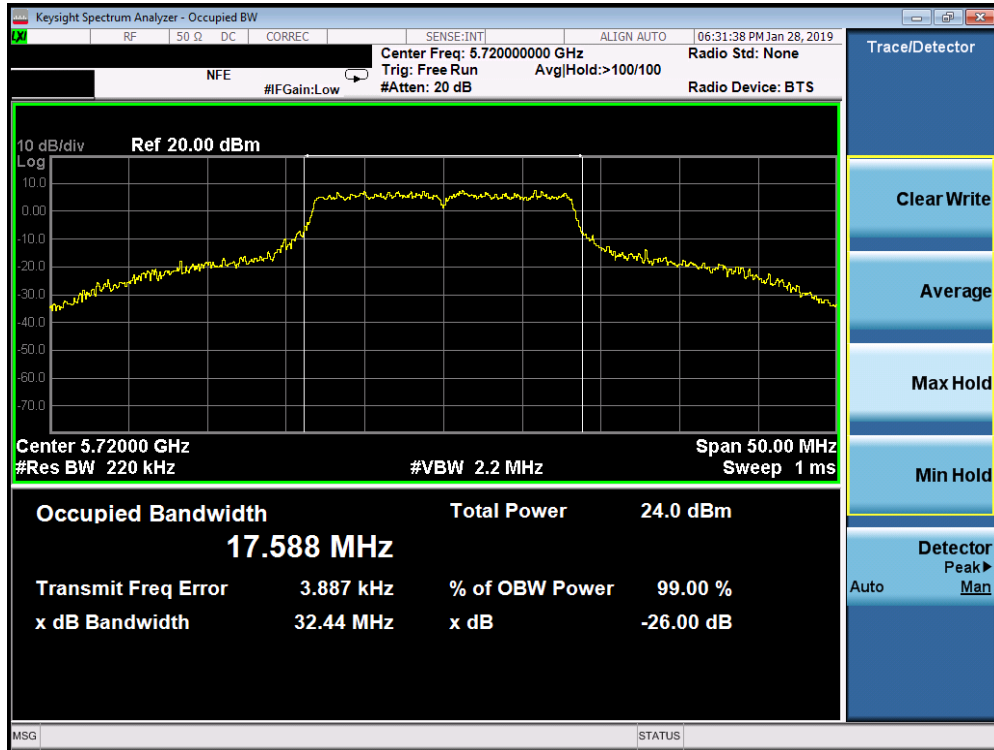 Keysight Spectrum Analyzer - Occupied BW
LXI RF 50 Ω DC CORREC SENSE:INT ALIGN AUTO 06:31:38 PM Jan 28, 2019
Center Freq: 5.720000000 GHz Radio Std: None
NFE Trig: Free Run Avg|Hold:>100/100
#IFGain:Low #Atten: 20 dB Radio Device: BTS
10 dB/div Ref 20.00 dBm
Log
10.0
0.00
-10.0
-20.0
-30.0
-40.0
-50.0
-60.0
-70.0
Center 5.72000 GHz Span 50.00 MHz
#Res BW 220 kHz #VBW 2.2 MHz Sweep 1 ms
Occupied Bandwidth Total Power 24.0 dBm
17.588 MHz
Transmit Freq Error 3.887 kHz % of OBW Power 99.00 %
x dB Bandwidth 32.44 MHz x dB -26.00 dB
MSG STATUS
Trace/Detector
Clear Write
Average
Max Hold
Min Hold
Detector
Peak▶
Auto Man